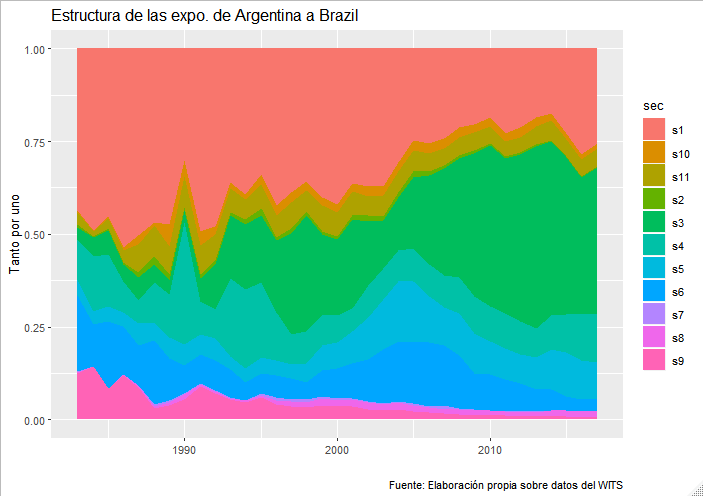 Estructura de las expo. de Argentina a Brazil
Tanto por uno
1.00
0.75
0.50
0.25
0.00
1990
2000
2010
sec
s1
s10
s11
s2
s3
s4
s5
s6
s7
s8
s9
Fuente: Elaboración propia sobre datos del WITS